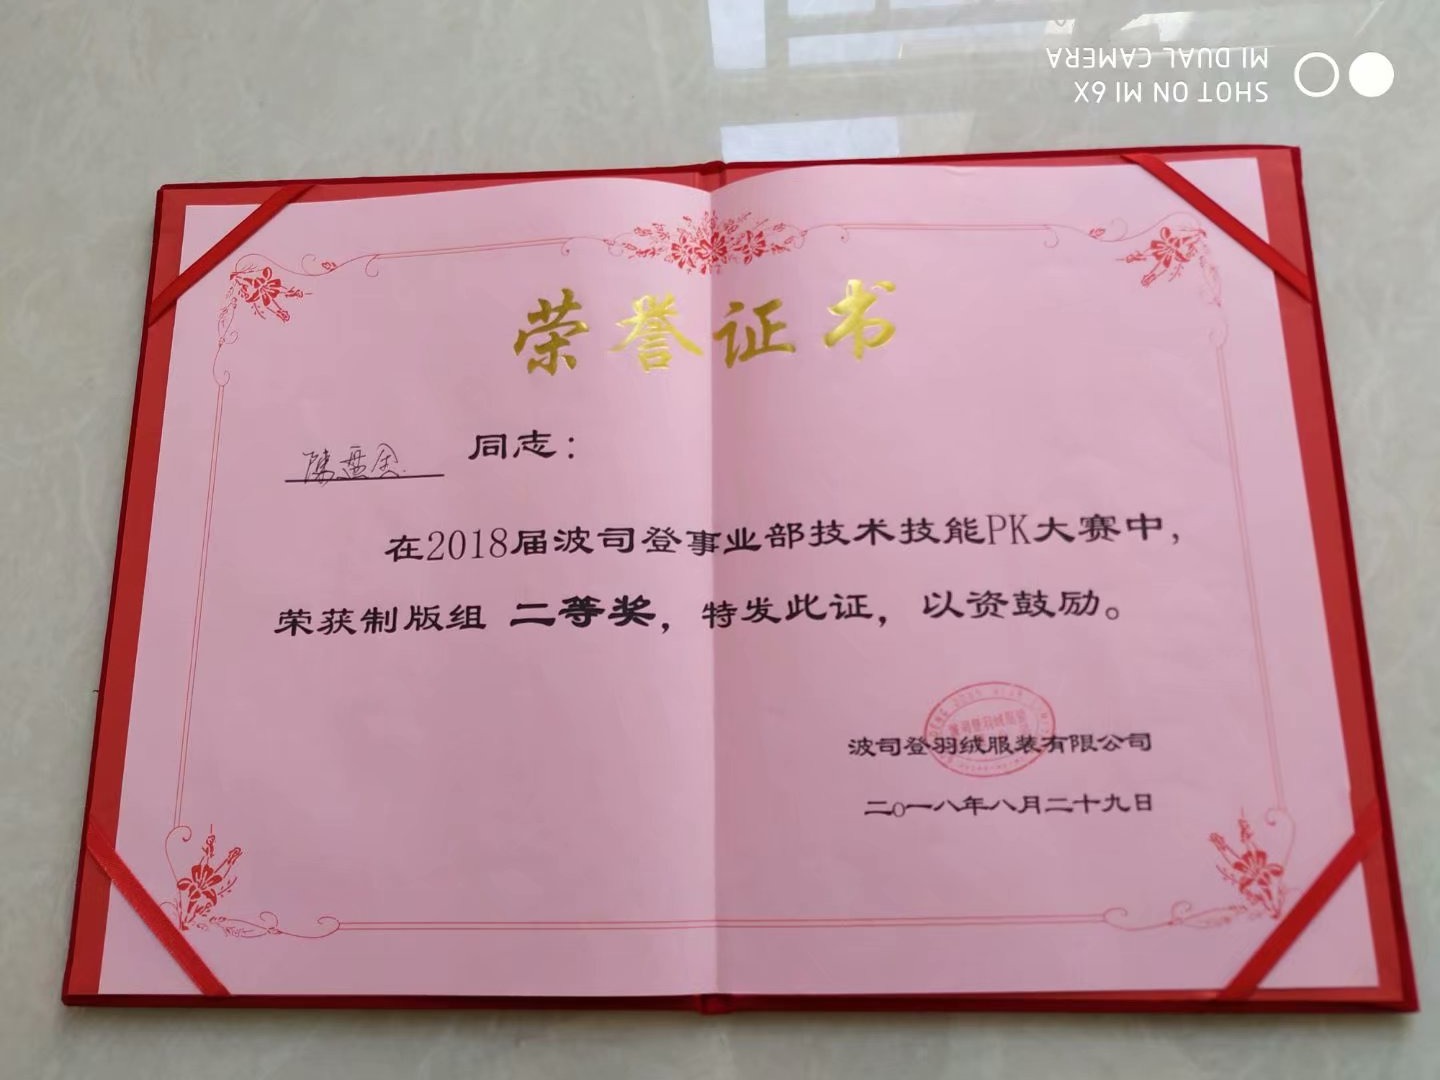 SHOT ON MI 6X
MI DUAL CAMERA
荣誉证书
同志：
在2018届波司登事业部技术技能PK大赛中，
荣获制版组 二等奖，特发此证，以资鼓励。
波司登羽绒服装有限公司
二〇一八年八月二十九日